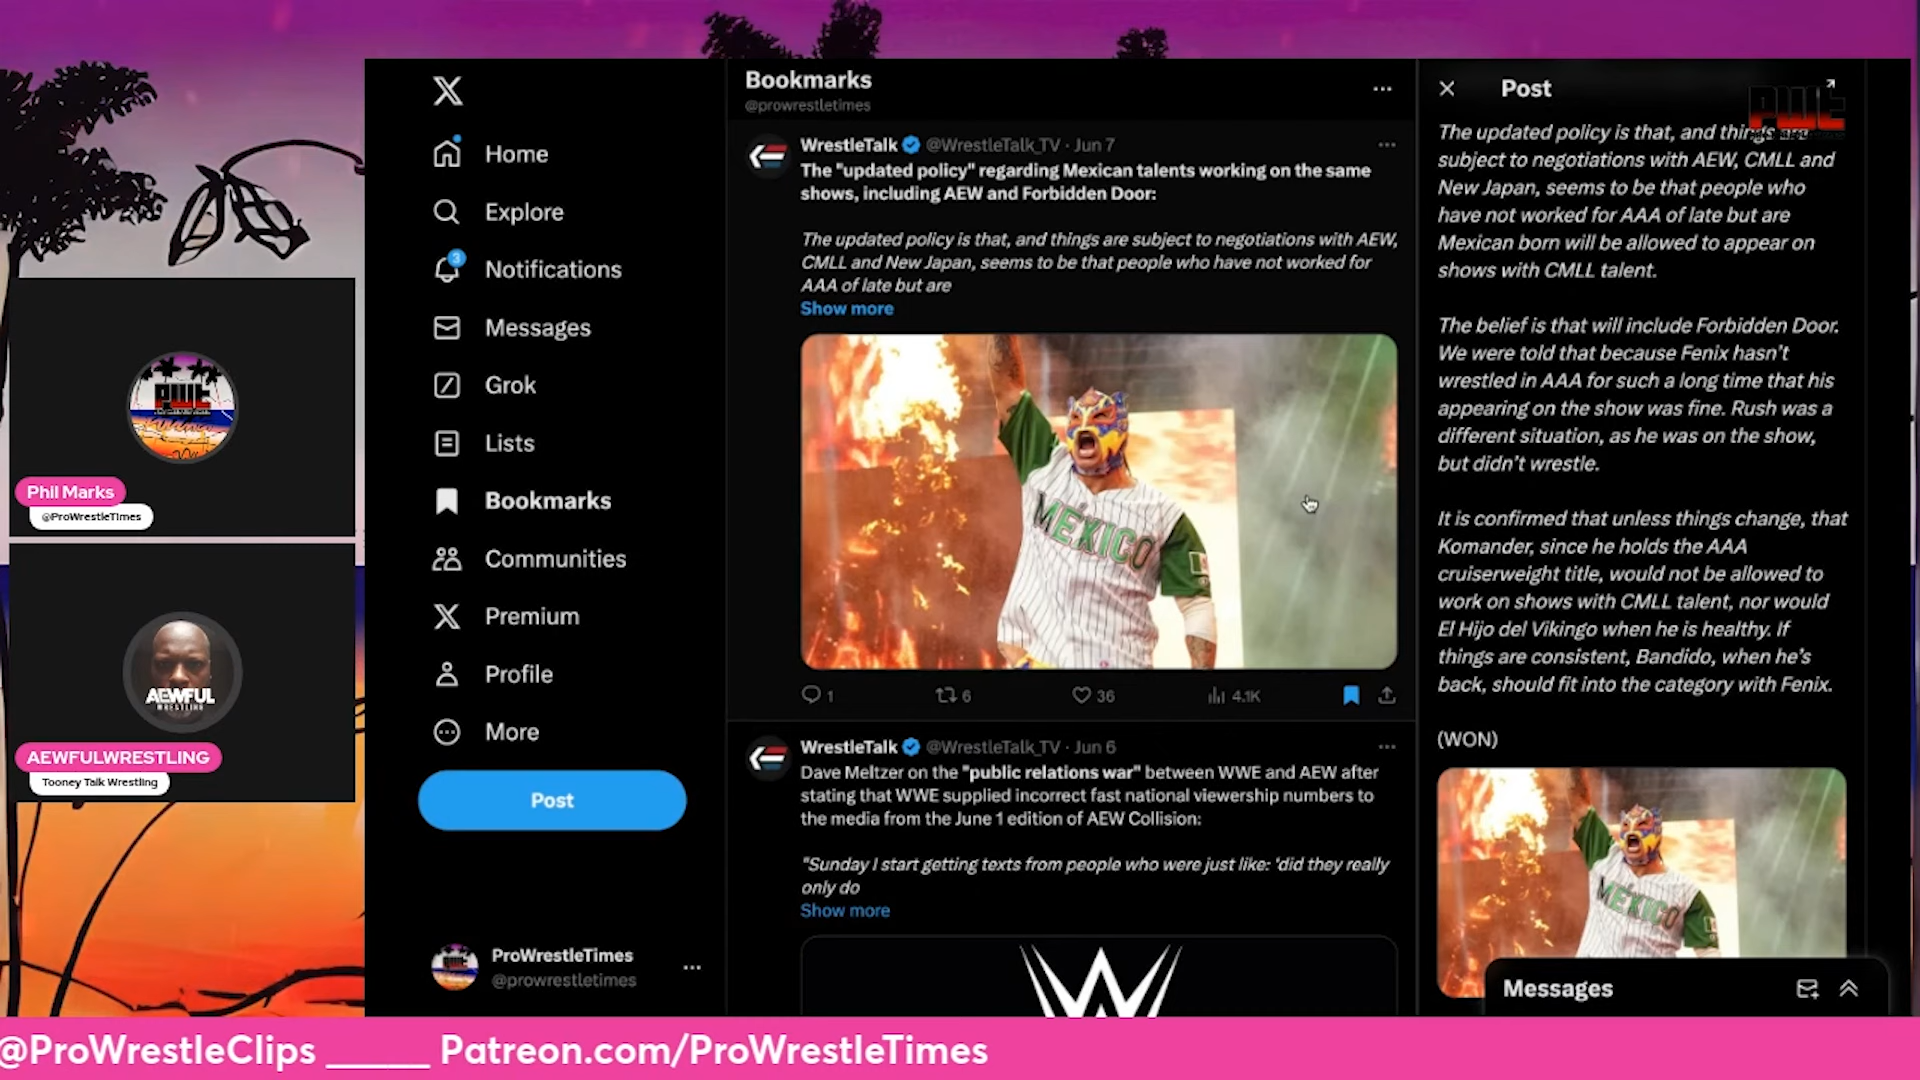 PWT
Phil Marks
@ProWrestleTimes
AEWFUL
WRESTLING
AEWFULWRESTLING
Tooney Talk Wrestling
Home
Explore
3
Notifications
Messages
Grok
Lists
Bookmarks
Communities
Premium
Profile
More
Post
ProWrestleTimes
@prowrestletimes
Bookmarks
@prowrestletimes
WrestleTalk @WrestleTalk_TV · Jun 7
The "updated policy" regarding Mexican talents working on the same
shows, including AEW and Forbidden Door:
The updated policy is that, and things are subject to negotiations with AEW,
CMLL and New Japan, seems to be that people who have not worked for
AAA of late but are
Show more
MÉXICO
1
6
36
4.1K
WrestleTalk @WrestleTalk_TV · Jun 6
Dave Meltzer on the "public relations war" between WWE and AEW after
stating that WWE supplied incorrect fast national viewership numbers to
the media from the June 1 edition of AEW Collision:
"Sunday I start getting texts from people who were just like: 'did they really
only do
Show more
Post
PWT
The updated policy is that, and things are
subject to negotiations with AEW, CMLL and
New Japan, seems to be that people who
have not worked for AAA of late but are
Mexican born will be allowed to appear on
shows with CMLL talent.
The belief is that will include Forbidden Door.
We were told that because Fenix hasn't
wrestled in AAA for such a long time that his
appearing on the show was fine. Rush was a
different situation, as he was on the show,
but didn't wrestle.
It is confirmed that unless things change, that
Komander, since he holds the AAA
cruiserweight title, would not be allowed to
work on shows with CMLL talent, nor would
El Hijo del Vikingo when he is healthy. If
things are consistent, Bandido, when he's
back, should fit into the category with Fenix.
(WON)
MÉXICO
Messages
@ProWrestleClips ______ Patreon.com/ProWrestleTimes